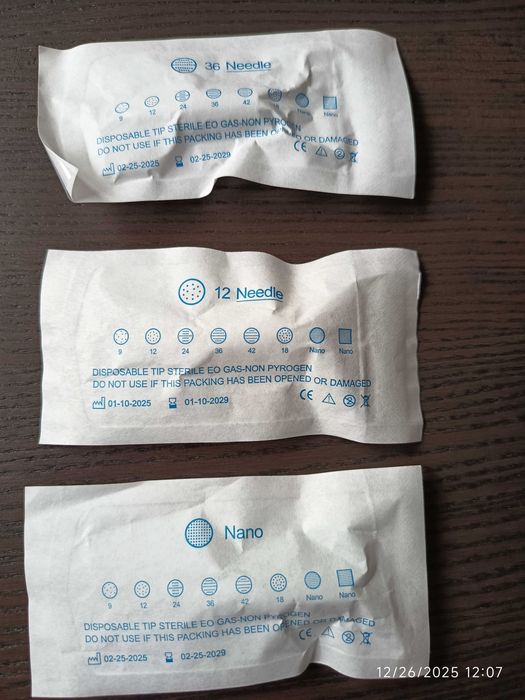 36 Needle
9 12 24 36 42 Nano Nano
DISPOSABLE TIP STERILE EO GAS-NON PYROGEN
DO NOT USE IF THIS PACKING HAS BEEN OPENED OR DAMAGED
02-25-2025 02-25-2029 CE
12 Needle
9 12 24 36 42 18 Nano Nano
DISPOSABLE TIP STERILE EO GAS-NON PYROGEN
DO NOT USE IF THIS PACKING HAS BEEN OPENED OR DAMAGED
01-10-2025 01-10-2029 CE 2
Nano
9 12 24 36 42 18 Nano Nano
DISPOSABLE TIP STERILE EO GAS-NON PYROGEN
DO NOT USE IF THIS PACKING HAS BEEN OPENED OR DAMAGED
02-25-2025 02-25-2029 CE
12/26/2025 12:07